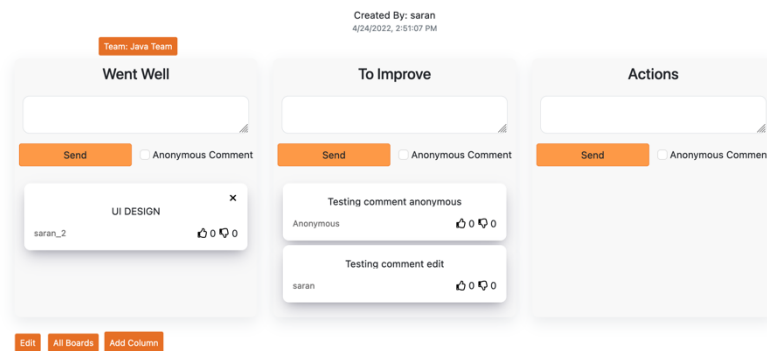 Created By: saran
4/24/2022, 2:51:07 PM
Team: Java Team
Went Well
Send
Anonymous Comment
UI DESIGN
saran_2
0 0
To Improve
Send
Anonymous Comment
Testing comment anonymous
Anonymous
0 0
Testing comment edit
saran
0 0
Actions
Send
Anonymous Commen
Edit
All Boards
Add Column